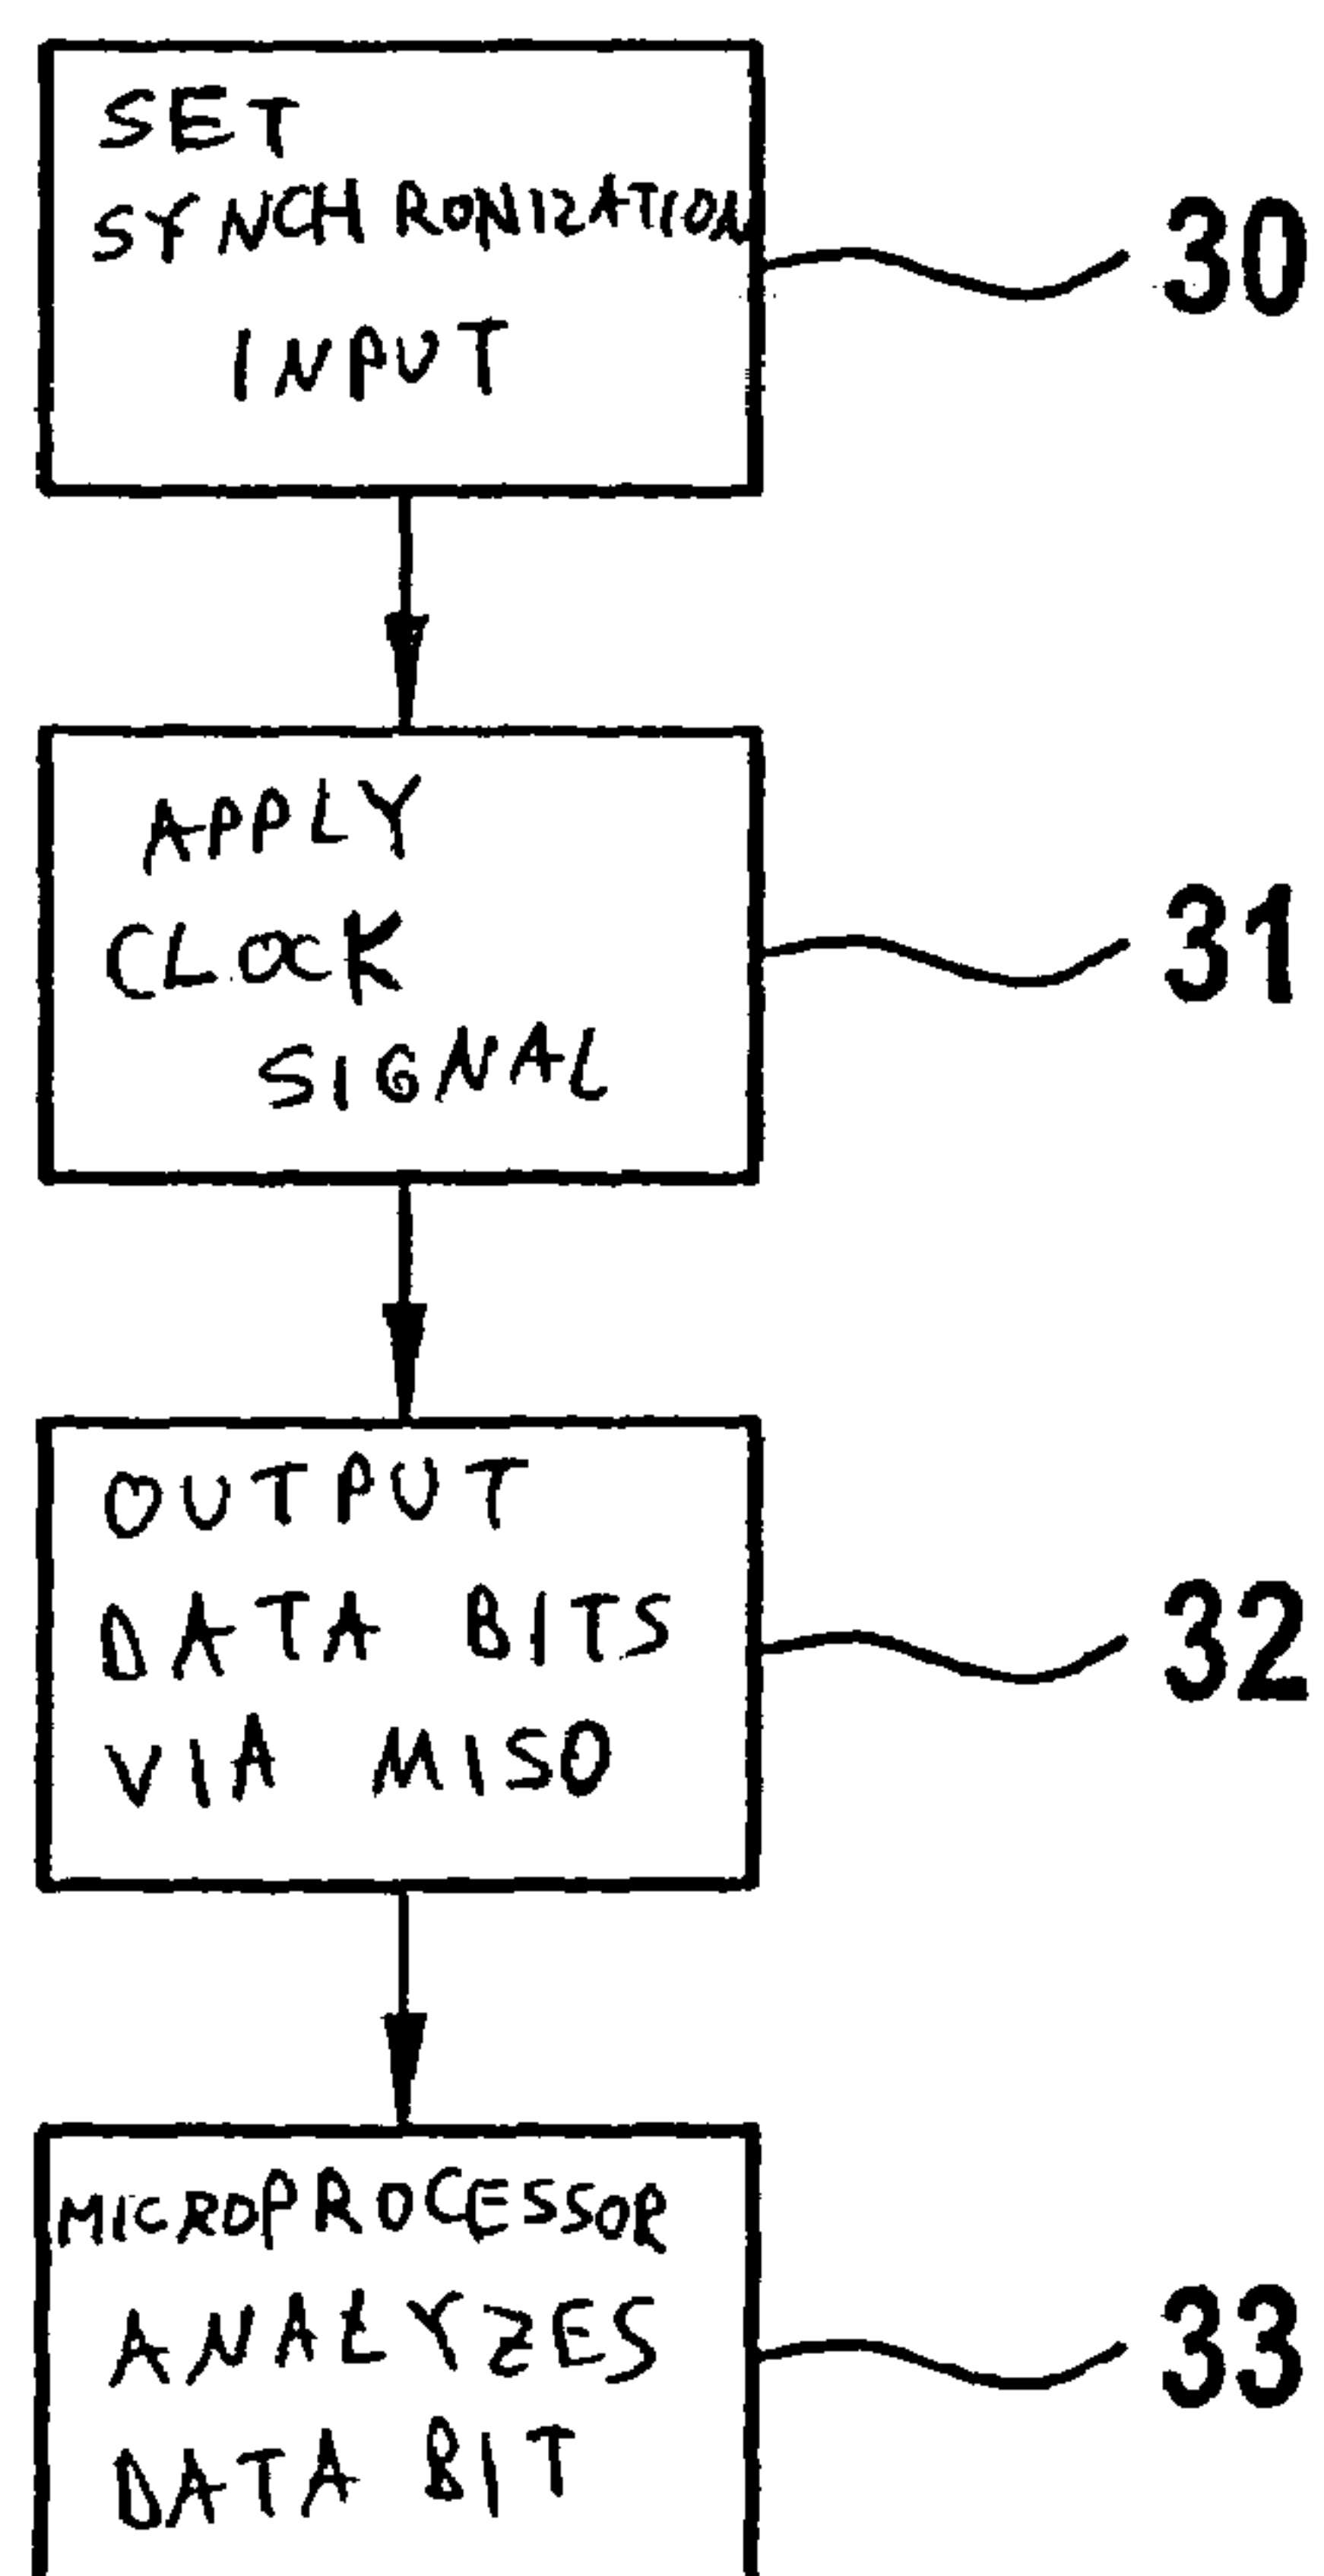 SET
SYNCHRONIZATION
INPUT
30
APPLY
CLOCK
SIGNAL
31
OUTPUT
DATA BITS
VIA MISO
32
MICROPROCESSOR
ANALYZES
DATA BIT
33